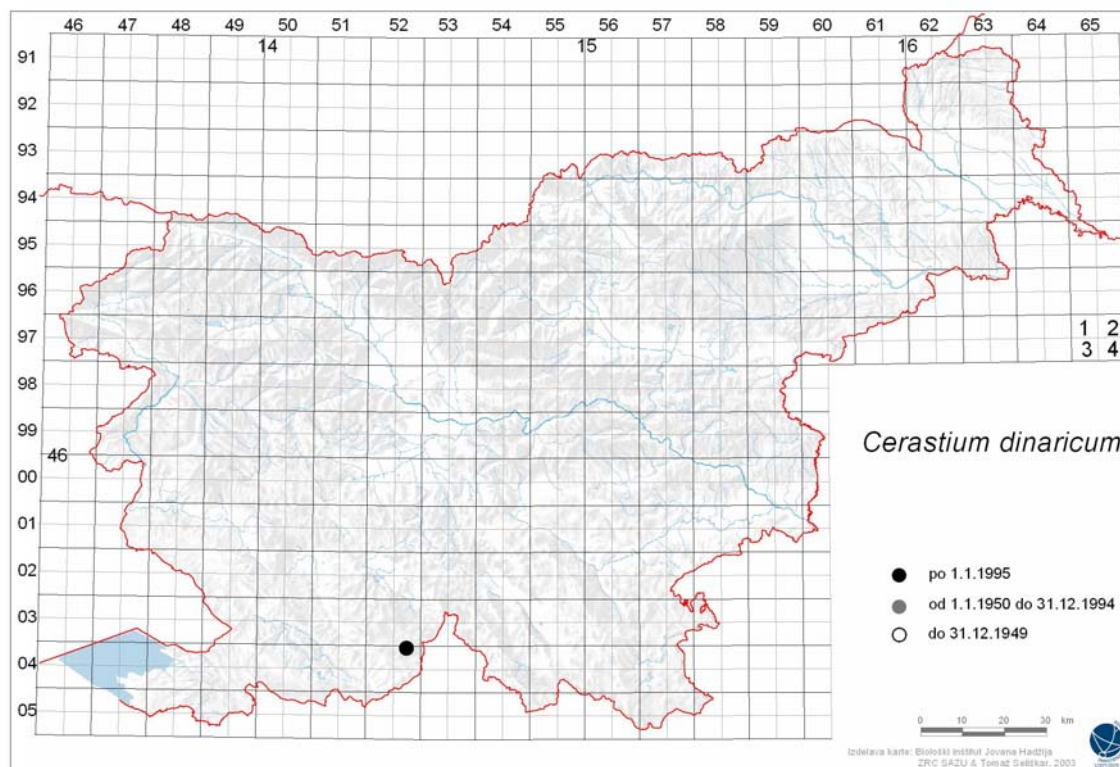 46 47 48 49 50 51 52 53 54 55 56 57 58 59 60 61 62 63 64 65
14 15 16
91
92
93
94
95
96
97
1 2
3 4
98
99
Cerastium dinaricum
46
00
01
02
po 1.1.1995
od 1.1.1950 do 31.12.1994
03
do 31.12.1949
04
05
0 10 20 30 km
Izdelava karte: Biološki inštitut Jovana Hadžija
ZRC SAZU & Tomaž Seliškar, 2003